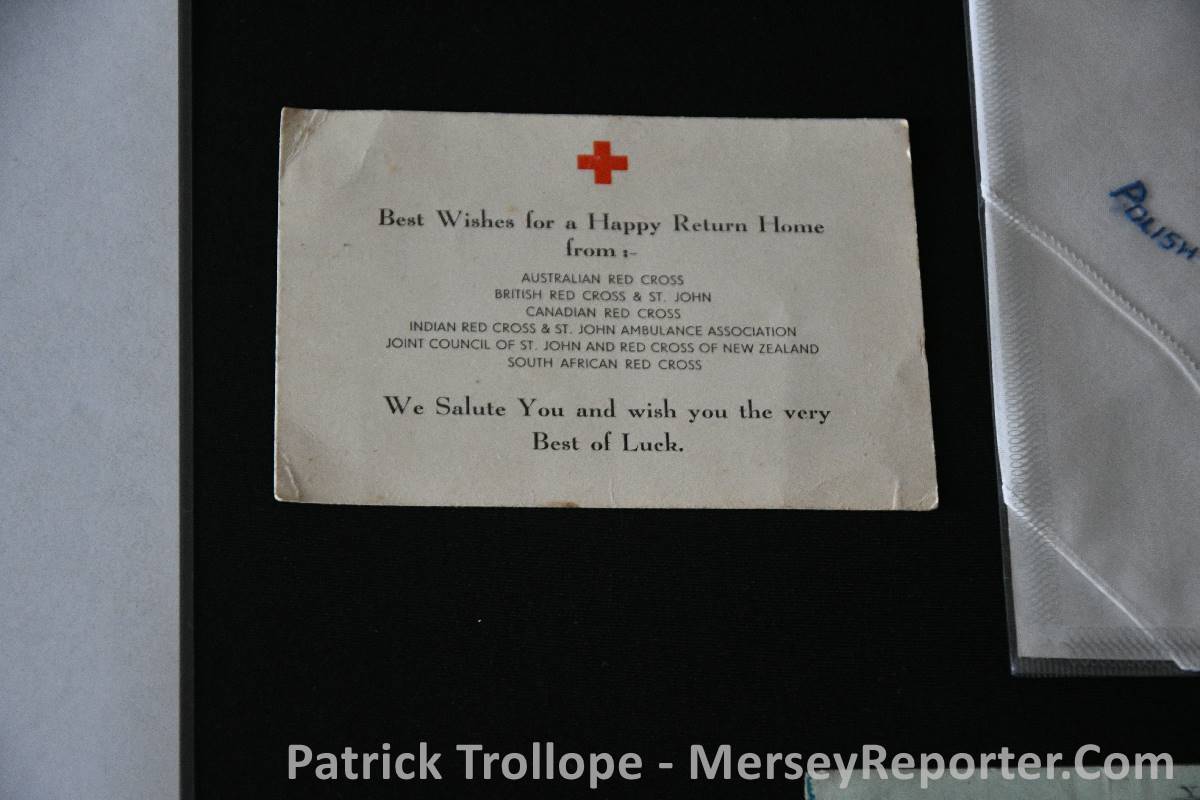 Best Wishes for a Happy Return Home
from :-
AUSTRALIAN RED CROSS
BRITISH RED CROSS & ST. JOHN
CANADIAN RED CROSS
INDIAN RED CROSS & ST. JOHN AMBULANCE ASSOCIATION
JOINT COUNCIL OF ST. JOHN AND RED CROSS OF NEW ZEALAND
SOUTH AFRICAN RED CROSS
We Salute You and wish you the very
Best of Luck.
POLISH
Patrick Trollope - MerseyReporter.Com